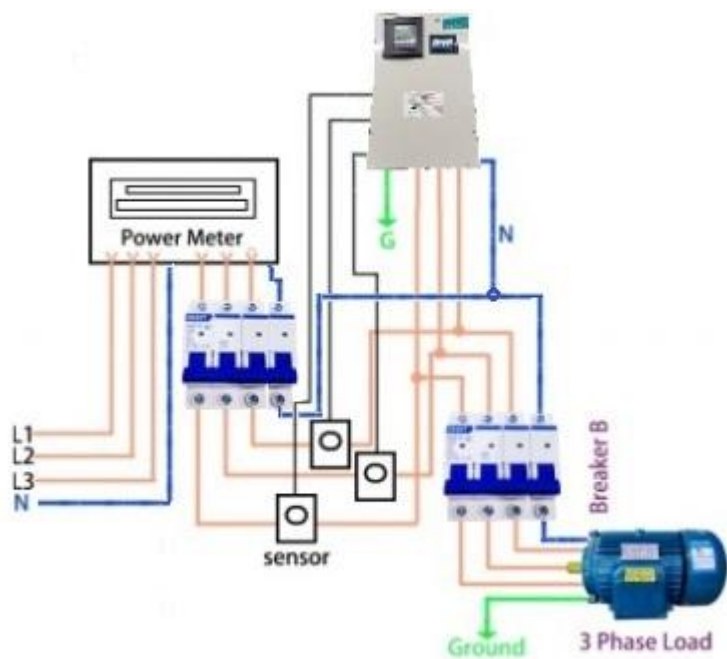 G
N
Power Meter
L1
L2
L3
N
sensor
Breaker B
Ground
3 Phase Load